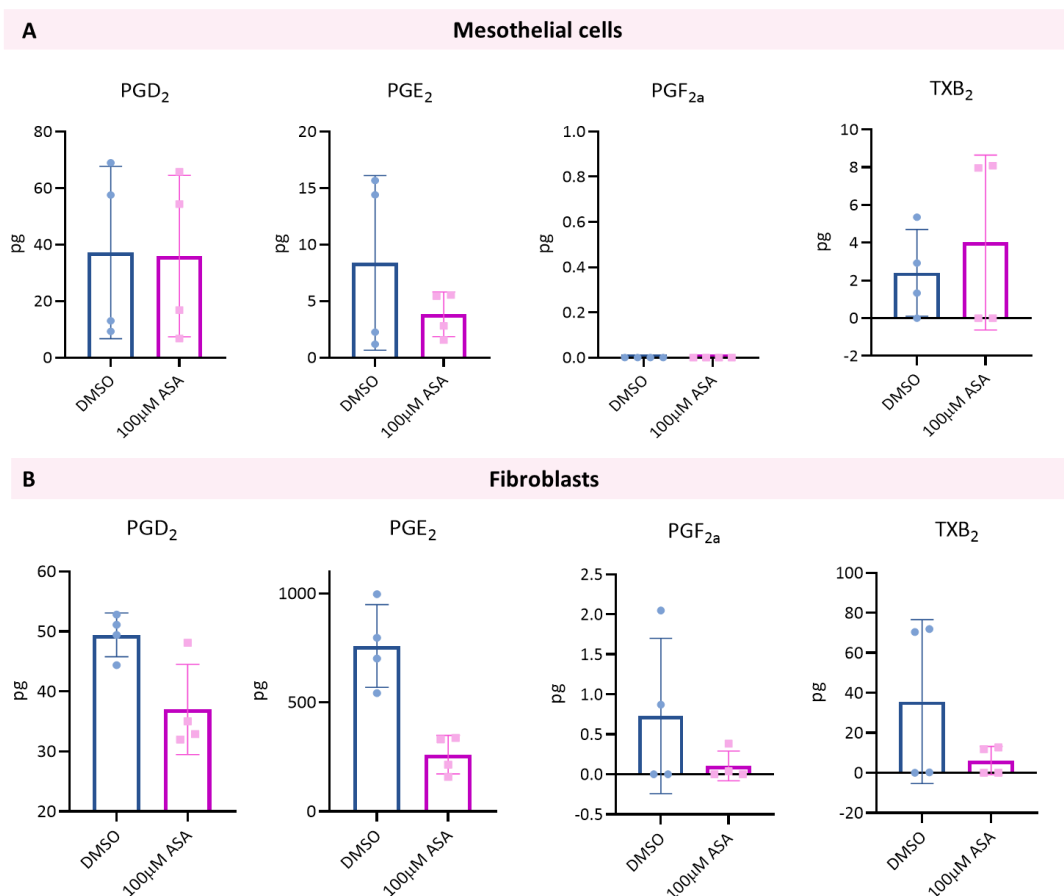 A Mesothelial cells
PGD₂ PGE₂ PGF₂ₐ TXB₂
pg
80
60
40
20
0
DMSO
100µM ASA
pg
20
15
10
5
0
DMSO
100µM ASA
pg
1.0
0.8
0.6
0.4
0.2
0.0
DMSO
100µM ASA
pg
10
8
6
4
2
0
-2
DMSO
100µM ASA
B Fibroblasts
PGD₂ PGE₂ PGF₂ₐ TXB₂
pg
60
50
40
30
20
DMSO
100µM ASA
pg
1000
500
0
DMSO
100µM ASA
pg
2.5
2.0
1.5
1.0
0.5
0.0
-0.5
DMSO
100µM ASA
pg
100
80
60
40
20
0
-20
DMSO
100µM ASA